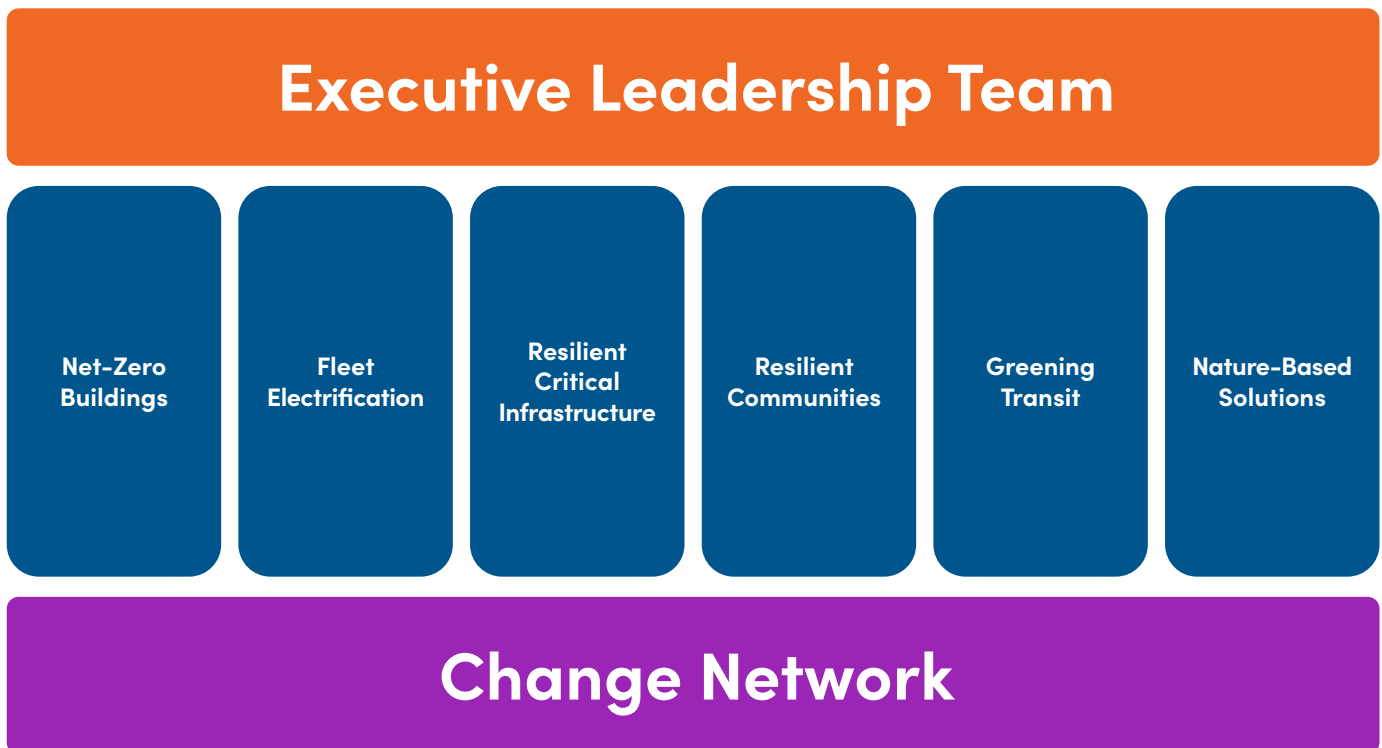 Executive Leadership Team
Net-Zero
Buildings
Fleet
Electrification
Resilient
Critical
Infrastructure
Resilient
Communities
Greening
Transit
Nature-Based
Solutions
Change Network